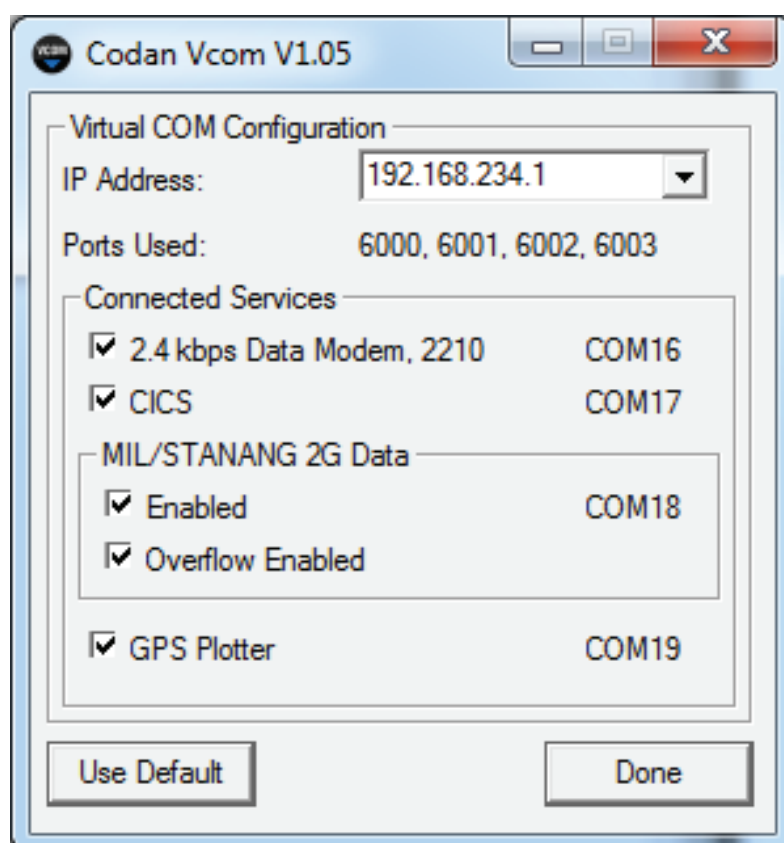 VCOM
Codan Vcom V1.05
Virtual COM Configuration
IP Address: 192.168.234.1
Ports Used: 6000, 6001, 6002, 6003
Connected Services
2.4 kbps Data Modem, 2210 COM16
CICS COM17
MIL/STANANG 2G Data
Enabled COM18
Overflow Enabled
GPS Plotter COM19
Use Default Done